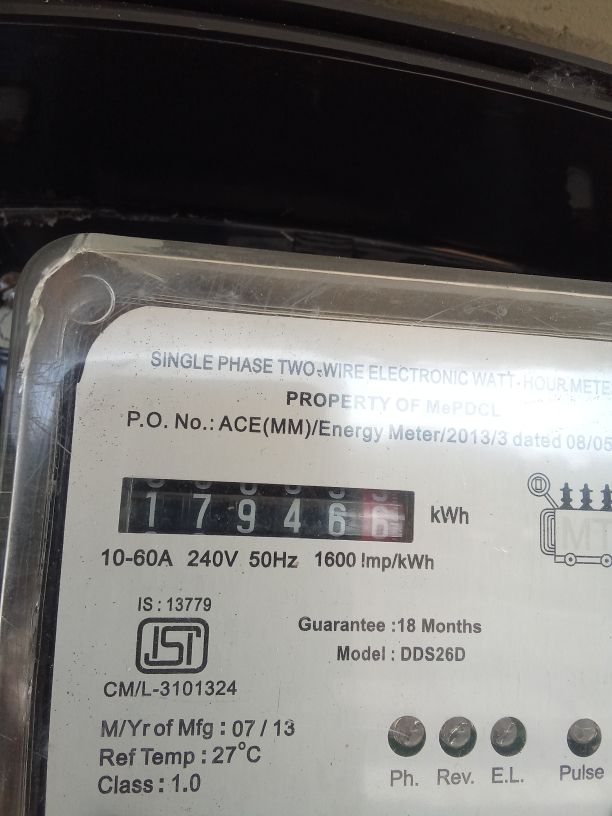 SINGLE PHASE TWO-WIRE ELECTRONIC WATT-HOUR METE
PROPERTY OF MePDCL
P.O. No.: ACE(MM)/Energy Meter/2013/3 dated 08/05
179466 kWh
10-60A 240V 50Hz 1600 Imp/kWh
IS : 13779
ISI
CM/L-3101324
MT
Guarantee :18 Months
Model : DDS26D
M/Yr of Mfg : 07 / 13
Ref Temp : 27°C
Class : 1.0
Ph. Rev. E.L. Pulse